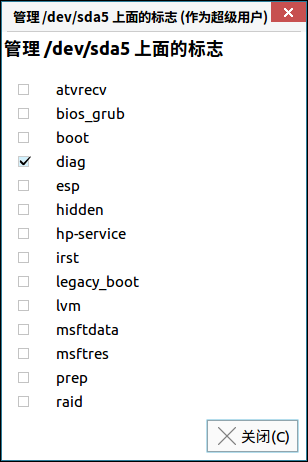 管理 /dev/sda5 上面的标志 (作为超级用户)
管理 /dev/sda5 上面的标志
atvrecv
bios_grub
boot
diag
esp
hidden
hp-service
irst
legacy_boot
lvm
msftdata
msftres
prep
raid
关闭(C)